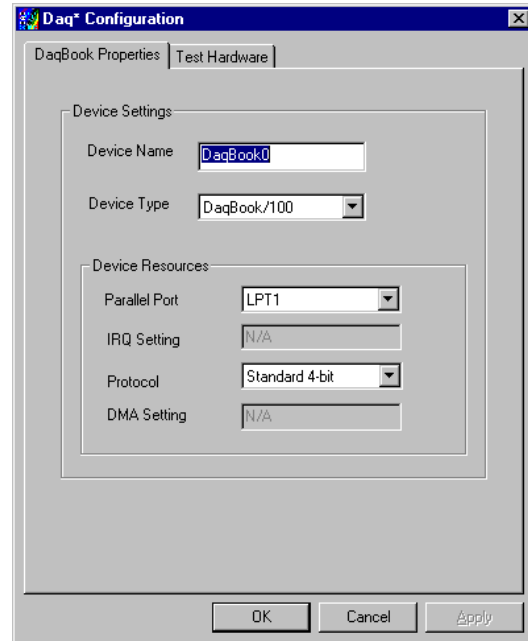 Daq* Configuration
DaqBook Properties
Test Hardware
Device Settings
Device Name
DaqBook0
Device Type
DaqBook/100
Device Resources
Parallel Port
LPT1
IRQ Setting
N/A
Protocol
Standard 4-bit
DMA Setting
N/A
OK
Cancel
Apply